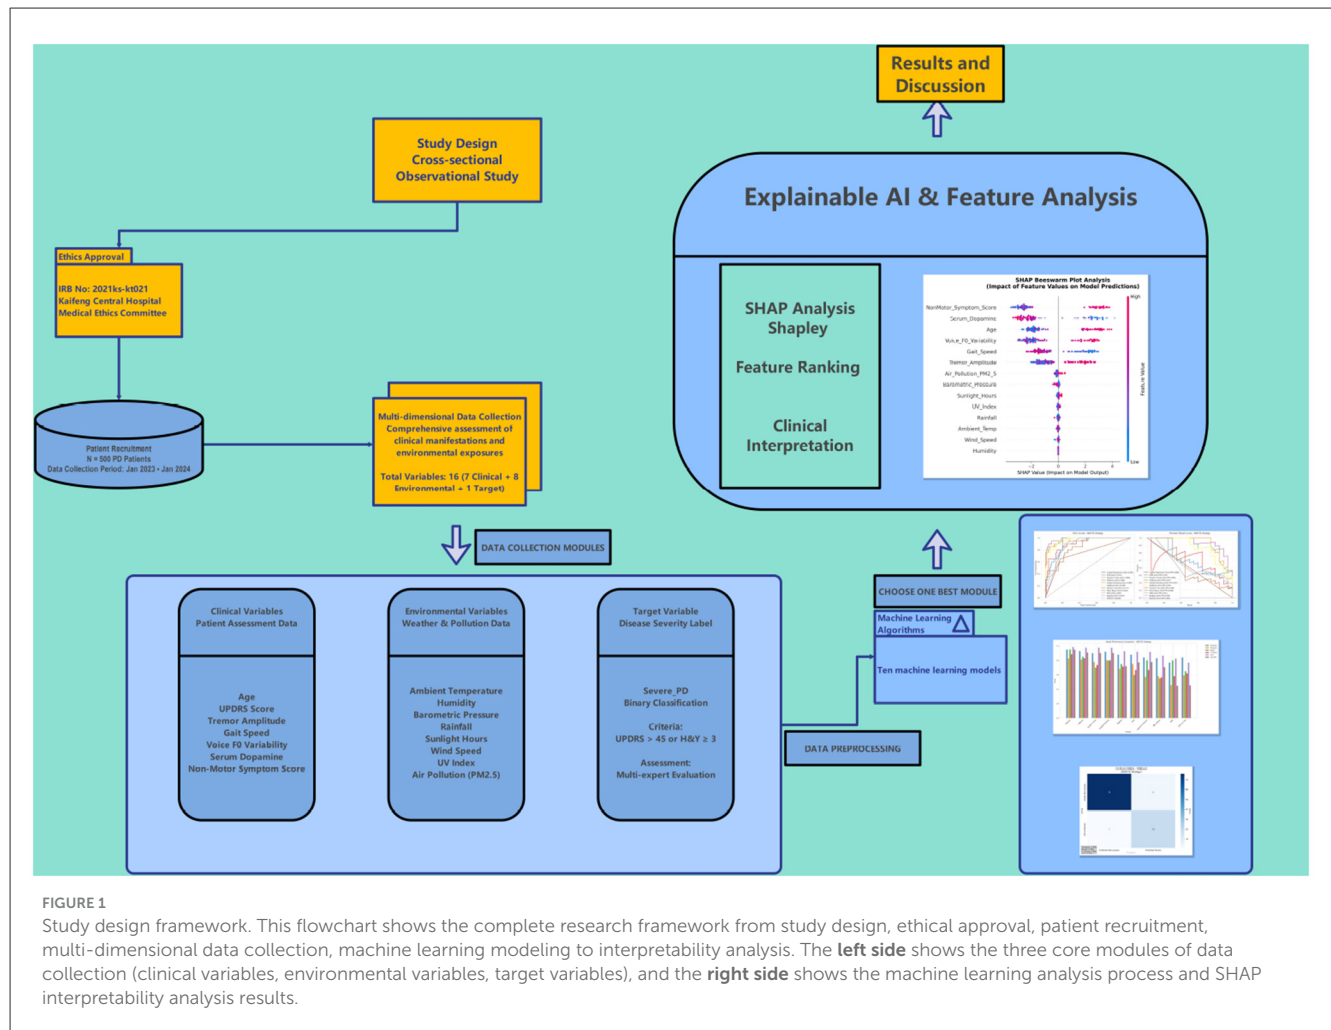 Results and
Discussion
Study Design
Cross-sectional
Observational Study
Explainable AI & Feature Analysis
Ethics Approval
IRB No: 2021ks-kt021
Kaifeng Central Hospital
Medical Ethics Committee
SHAP Analysis
Shapley
Feature Ranking
Clinical
Interpretation
SHAP Beeswarm Plot Analysis
(Impact of Feature Values on Model Predictions)
High
NonMotor_Symptom_Score
Serum_Dopamine
Age
Voice_F0_Variability
Gait_Speed
Tremor_Amplitude
Air_Pollution_PM2_5
Barometric_Pressure
Sunlight_Hours
UV_Index
Rainfall
Ambient_Temp
Wind_Speed
Humidity
Feature Value
Low
-4 -2 0 2 4
SHAP Value (Impact on Model Output)
Patient Recruitment
N = 500 PD Patients
Data Collection Period: Jan 2023 - Jan 2024
Multi-dimensional Data Collection
Comprehensive assessment of
clinical manifestations and
environmental exposures
Total Variables: 16 (7 Clinical + 8
Environmental + 1 Target)
DATA COLLECTION MODULES
Clinical Variables
Patient Assessment Data
Age
UPDRS Score
Tremor Amplitude
Gait Speed
Voice F0 Variability
Serum Dopamine
Non-Motor Symptom Score
Environmental Variables
Weather & Pollution Data
Ambient Temperature
Humidity
Barometric Pressure
Rainfall
Sunlight Hours
Wind Speed
UV Index
Air Pollution (PM2.5)
Target Variable
Disease Severity Label
Severe_PD
Binary Classification
Criteria:
UPDRS > 45 or H&Y ≥ 3
Assessment:
Multi-expert Evaluation
DATA PREPROCESSING
CHOOSE ONE BEST MODULE
Machine Learning
Algorithms
Ten machine learning models
FIGURE 1
Study design framework. This flowchart shows the complete research framework from study design, ethical approval, patient recruitment,
multi-dimensional data collection, machine learning modeling to interpretability analysis. The left side shows the three core modules of data
collection (clinical variables, environmental variables, target variables), and the right side shows the machine learning analysis process and SHAP
interpretability analysis results.